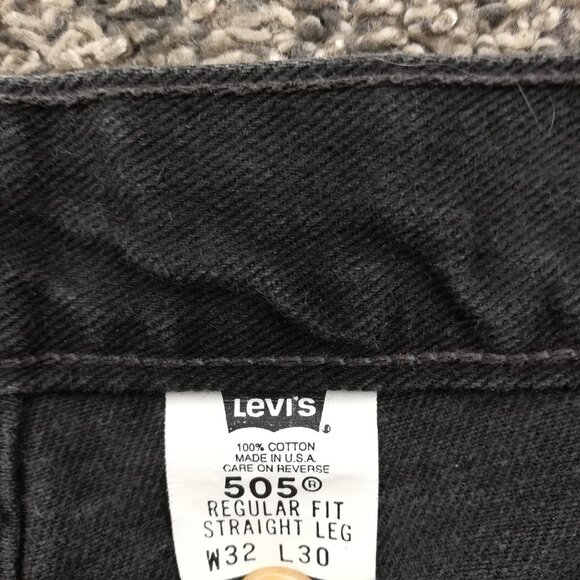 LEVI'S
100% COTTON
MADE IN U.S.A.
CARE ON REVERSE
505®
REGULAR FIT
STRAIGHT LEG
W32 L30